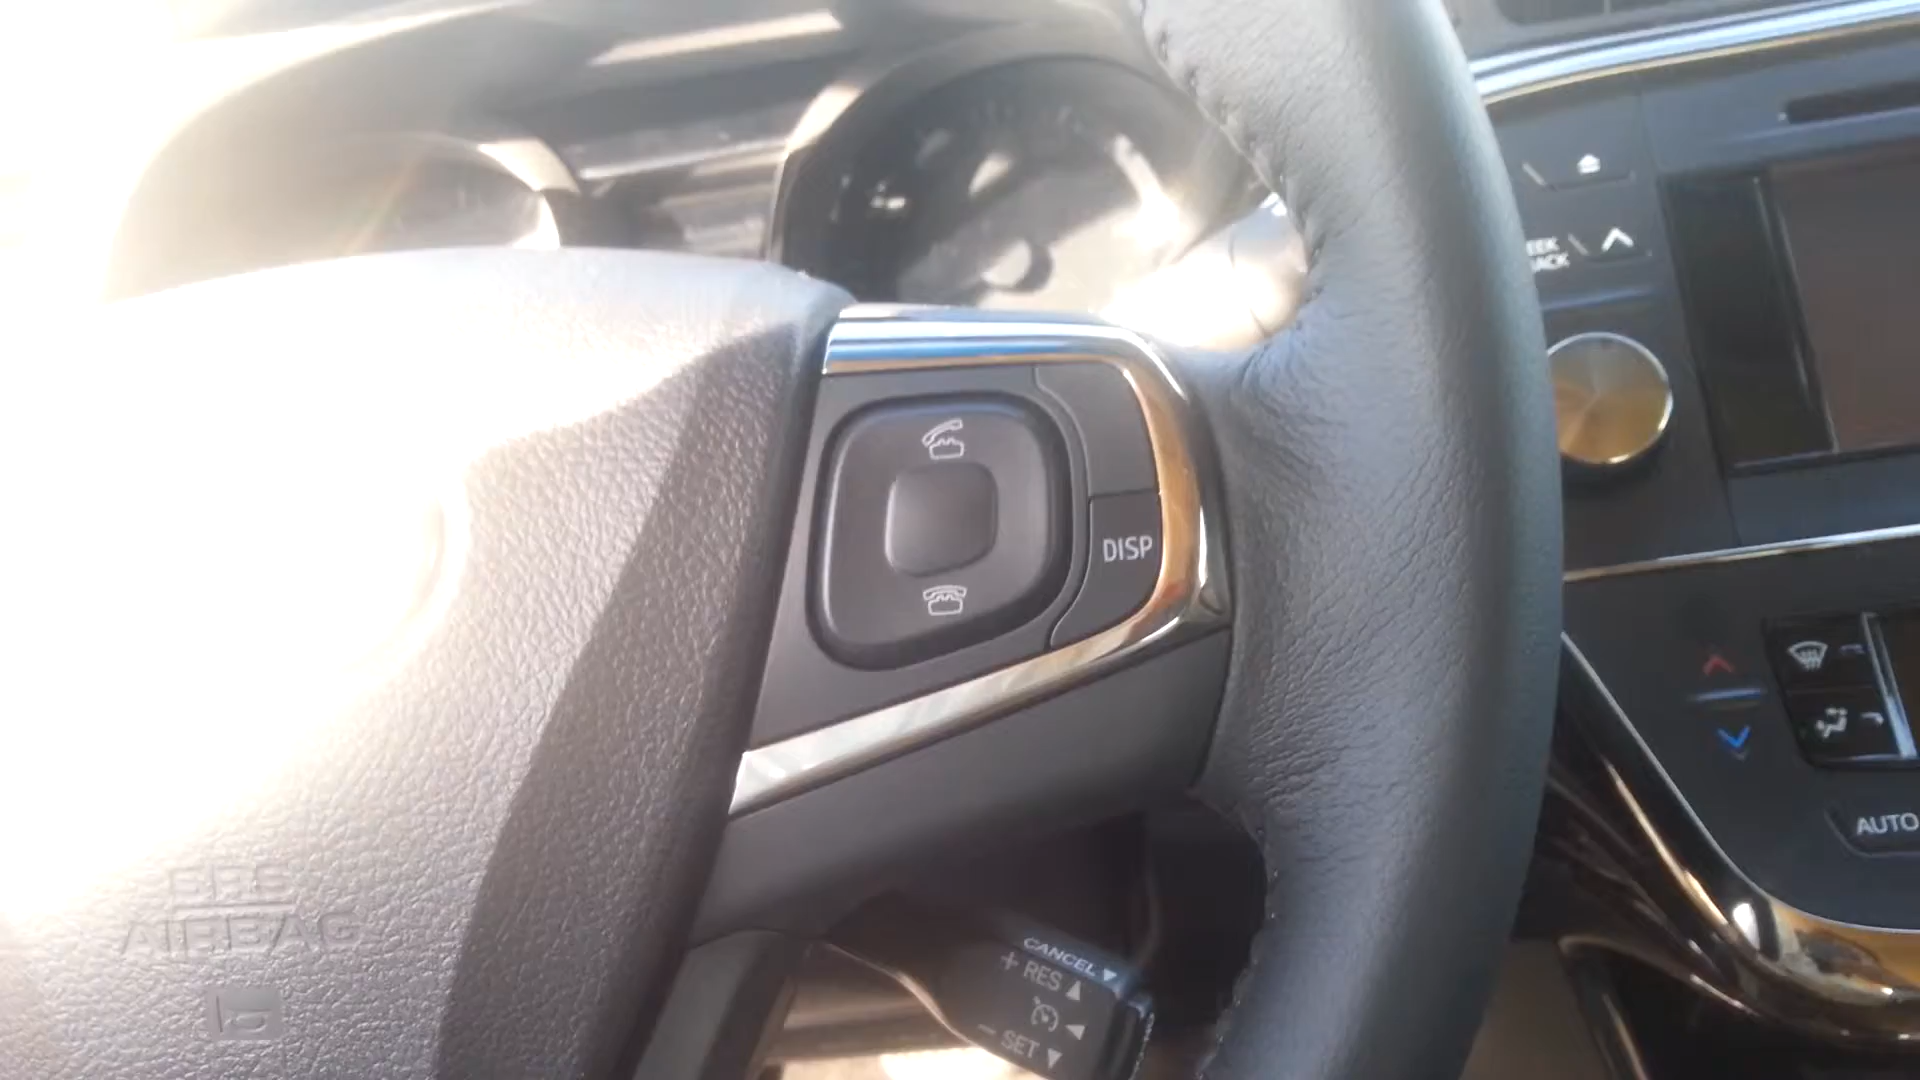 DISP
SRS
AIRBAG
CANCEL
+ RES
- SET
AUTO